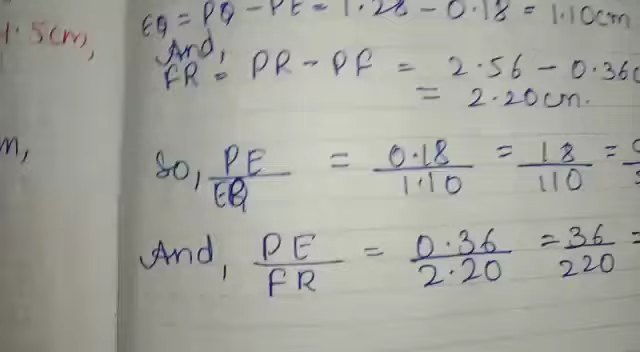 EQ = PQ - PE = 1.28 - 0.18 = 1.10cm
1.5cm,
And,
FR = PR - PF = 2.56 - 0.36
= 2.20cm.
m,
So, PE/EQ = 0.18/1.10 = 18/110 =
And, PE/FR = 0.36/2.20 = 36/220 =